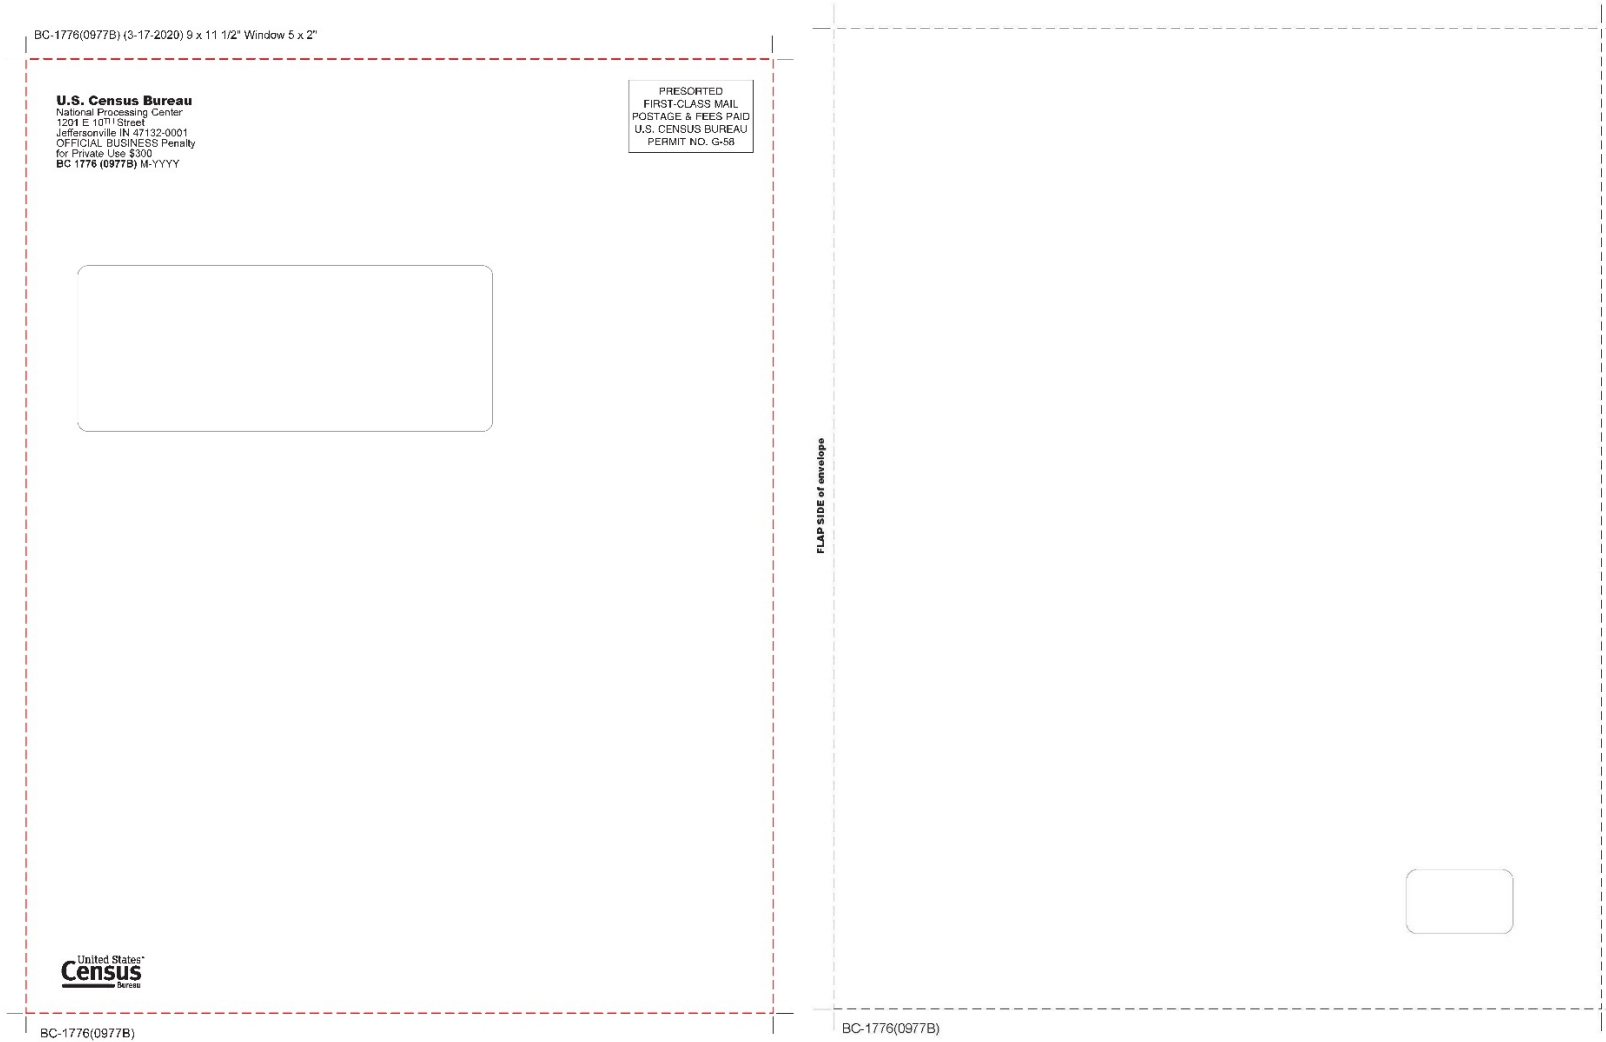 BC-1776(0977B) (3-17-2020) 9 x 11 1/2" Window 5 x 2"
U.S. Census Bureau
National Processing Center
1201 E 10TH Street
Jeffersonville IN 47132-0001
OFFICIAL BUSINESS Penalty
for Private Use $300
BC 1776 (0977B) M-YYYY
PRESORTED
FIRST-CLASS MAIL
POSTAGE & FEES PAID
U.S. CENSUS BUREAU
PERMIT NO. G-58
United States
Census
Bureau
BC-1776(0977B)
FLAP SIDE of envelope
BC-1776(0977B)